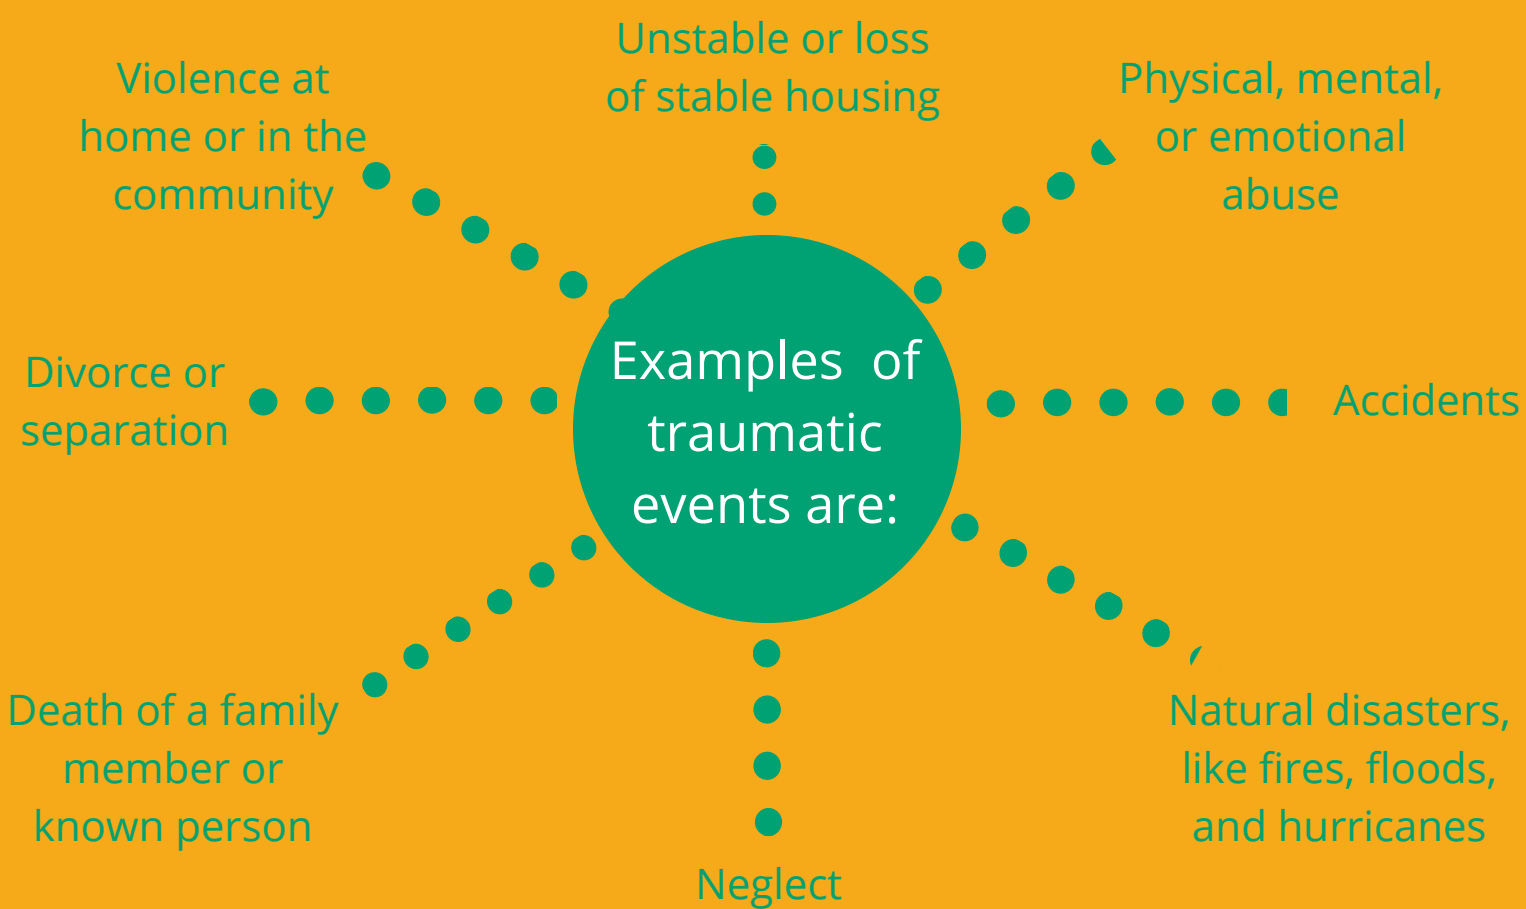 Unstable or loss
of stable housing
Violence at
home or in the
community
Physical, mental,
or emotional
abuse
Examples of
traumatic
events are:
Divorce or
separation
Accidents
Death of a family
member or
known person
Natural disasters,
like fires, floods,
and hurricanes
Neglect